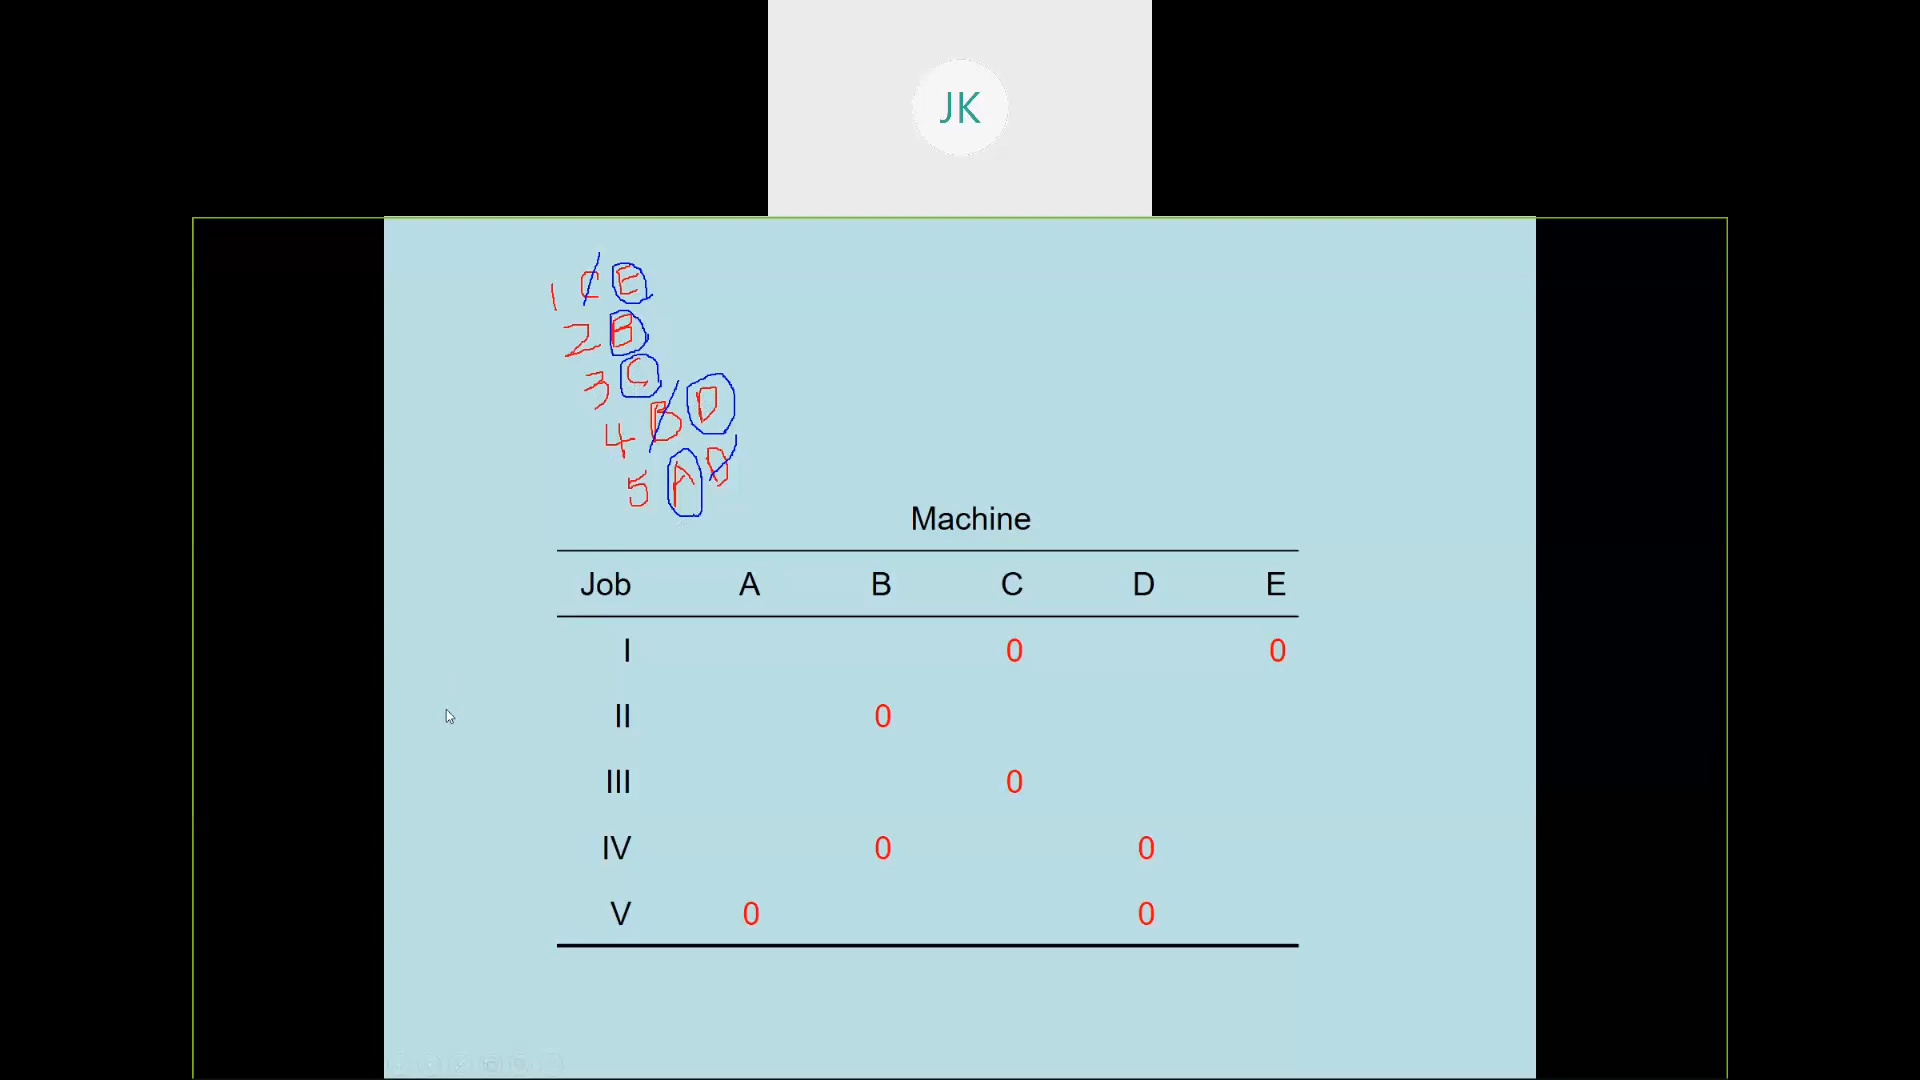 JK
1 C E
2 B
3 C
4 B D
5 A D
Machine
Job A B C D E
I 0 0
II 0
III 0
IV 0 0
V 0 0